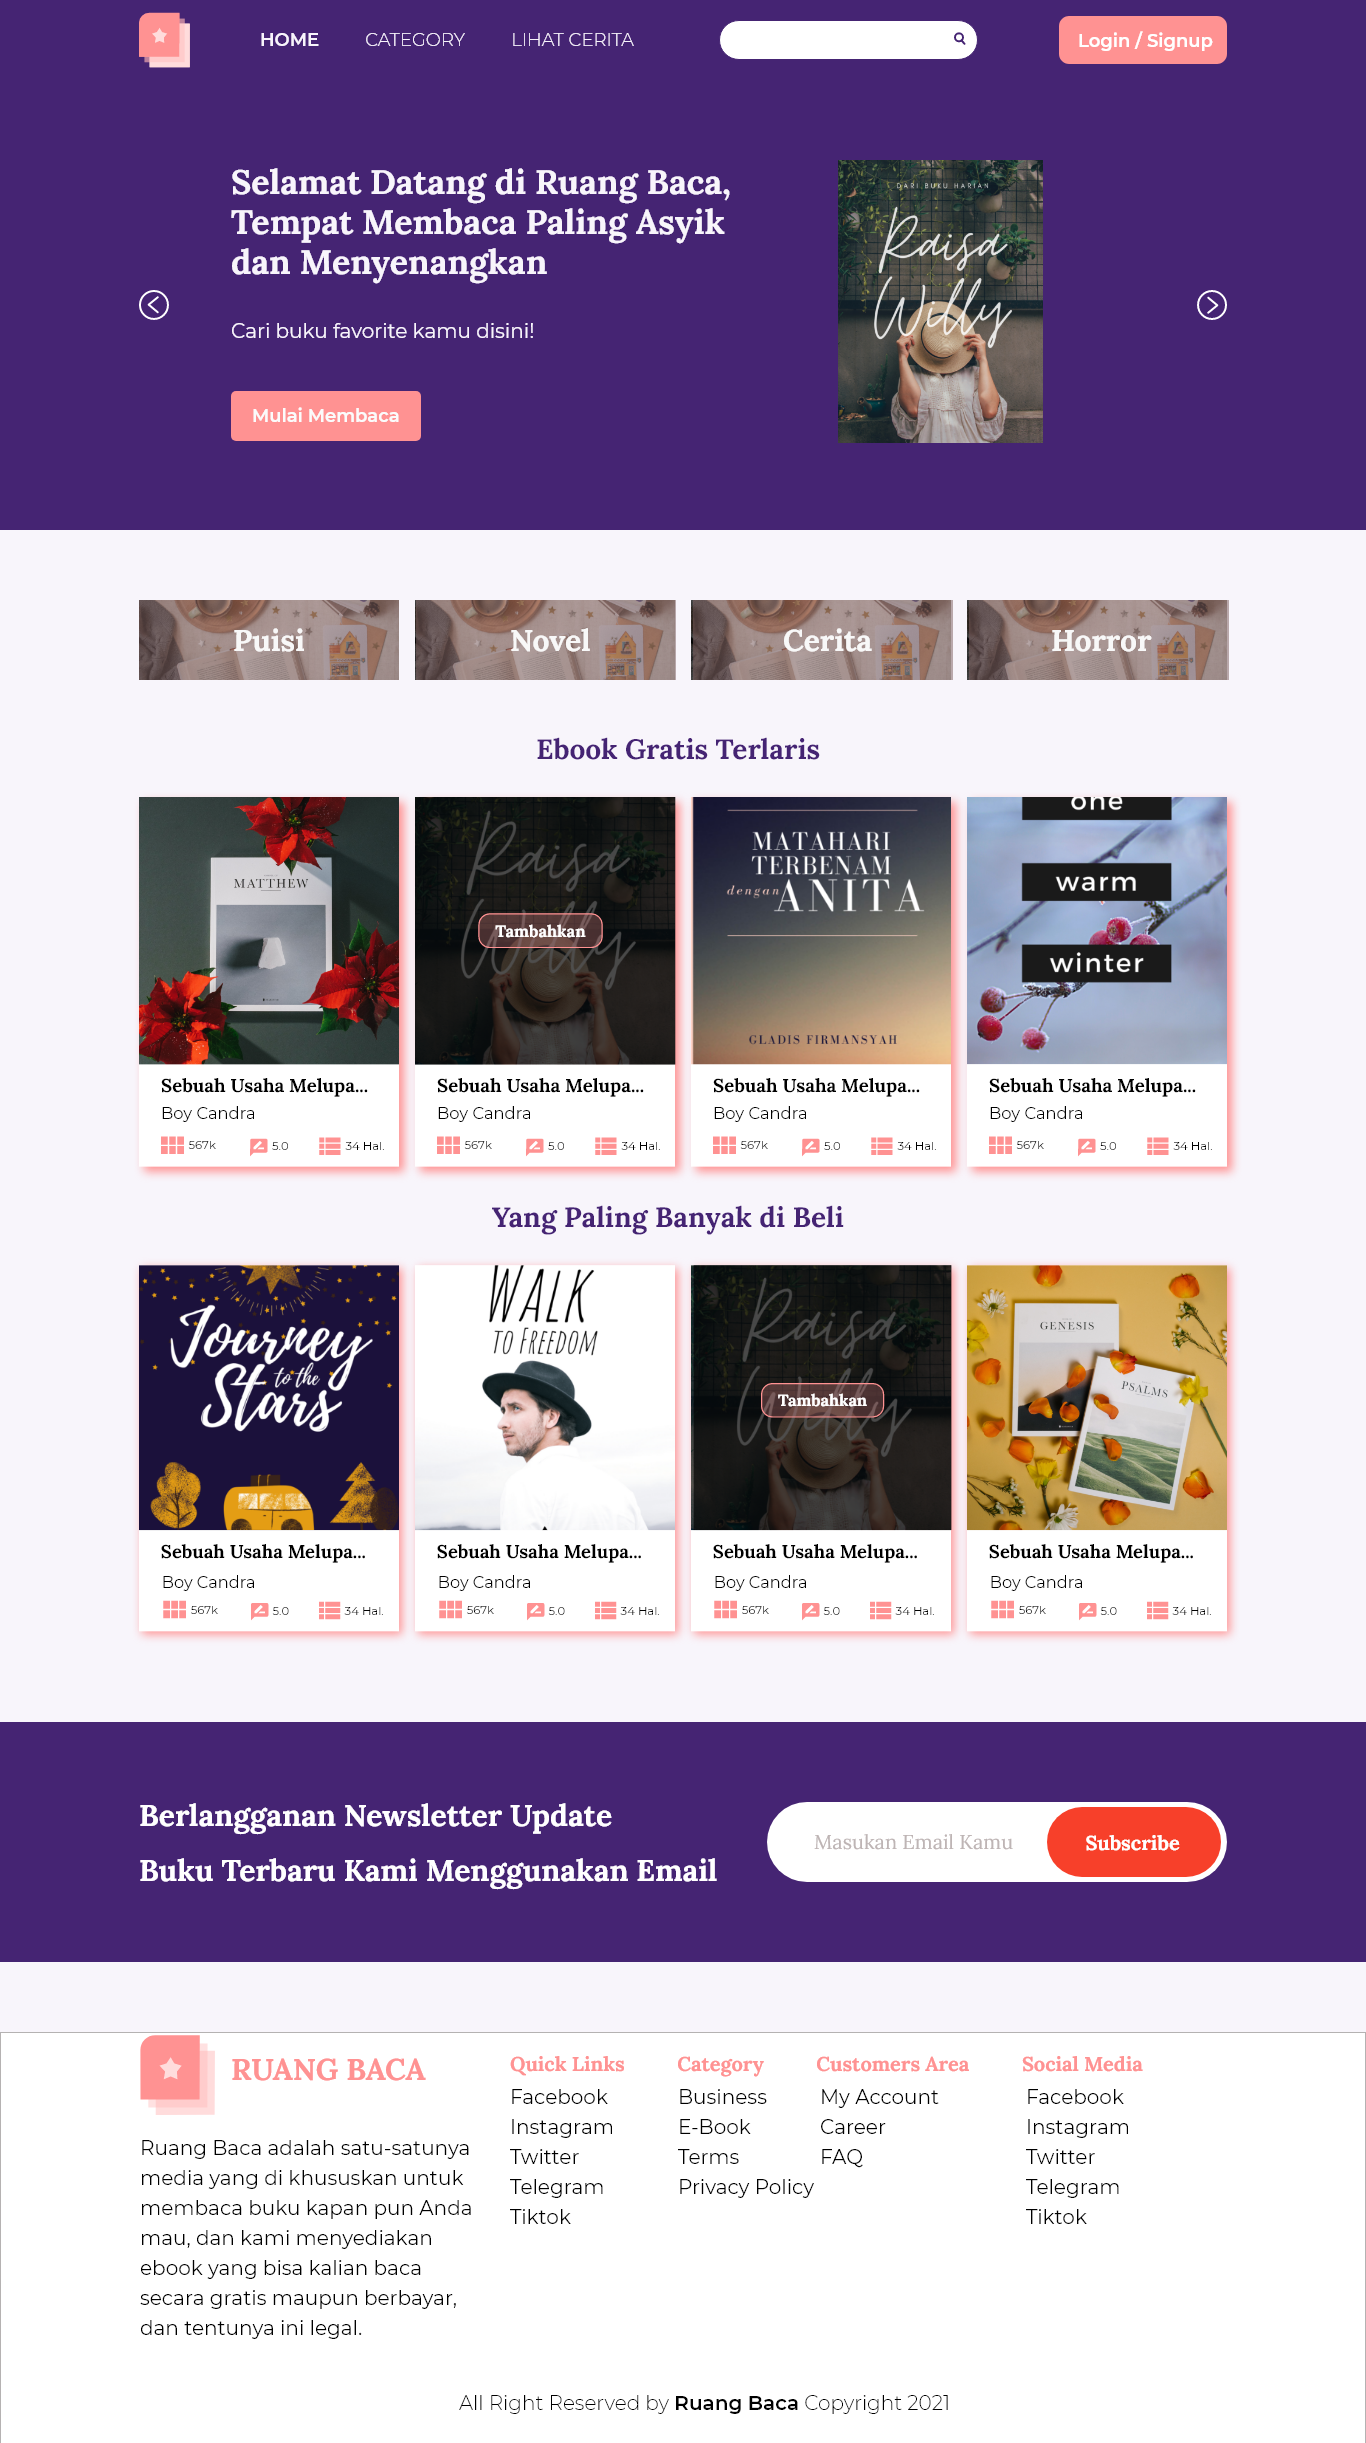 HOME CATEGORY LIHAT CERITA Login / Signup
Selamat Datang di Ruang Baca,
Tempat Membaca Paling Asyik
dan Menyenangkan
Cari buku favorite kamu disini!
Mulai Membaca
DARI BUKU HARIAN
Raisa
Willy
Puisi Novel Cerita Horror
Ebook Gratis Terlaris
MATTHEW
Raisa
Willy
Tambahkan
MATAHARI
TERBENAM
dengan ANITA
GLADIS FIRMANSYAH
one
warm
winter
Sebuah Usaha Melupa... Sebuah Usaha Melupa... Sebuah Usaha Melupa... Sebuah Usaha Melupa...
Boy Candra Boy Candra Boy Candra Boy Candra
567k 5.0 34 Hal. 567k 5.0 34 Hal. 567k 5.0 34 Hal. 567k 5.0 34 Hal.
Yang Paling Banyak di Beli
Journey
to the
Stars
WALK
TO FREEDOM
Raisa
Willy
Tambahkan
GENESIS
PSALMS
Sebuah Usaha Melupa... Sebuah Usaha Melupa... Sebuah Usaha Melupa... Sebuah Usaha Melupa...
Boy Candra Boy Candra Boy Candra Boy Candra
567k 5.0 34 Hal. 567k 5.0 34 Hal. 567k 5.0 34 Hal. 567k 5.0 34 Hal.
Berlangganan Newsletter Update
Buku Terbaru Kami Menggunakan Email
Masukan Email Kamu Subscribe
RUANG BACA
Ruang Baca adalah satu-satunya
media yang di khususkan untuk
membaca buku kapan pun Anda
mau, dan kami menyediakan
ebook yang bisa kalian baca
secara gratis maupun berbayar,
dan tentunya ini legal.
Quick Links
Facebook
Instagram
Twitter
Telegram
Tiktok
Category
Business
E-Book
Terms
Privacy Policy
Customers Area
My Account
Career
FAQ
Social Media
Facebook
Instagram
Twitter
Telegram
Tiktok
All Right Reserved by Ruang Baca Copyright 2021